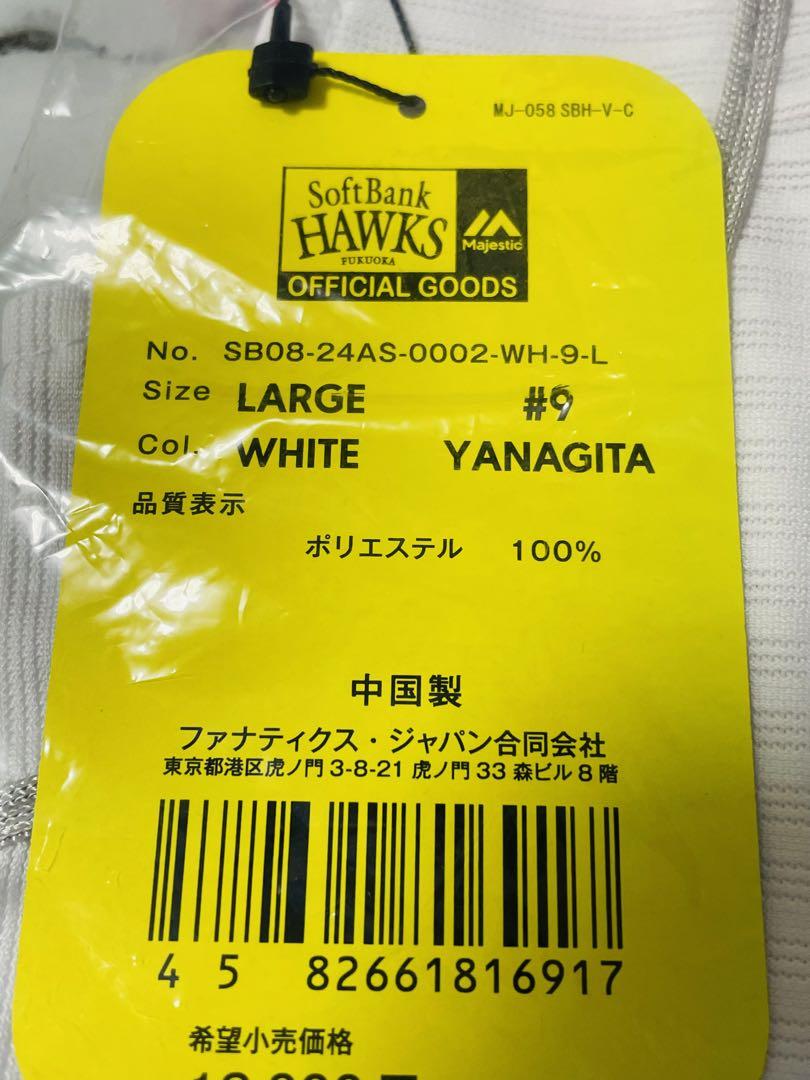 MJ-058 SBH-V-C
SoftBank
HAWKS
FUKUOKA
Majestic
OFFICIAL GOODS
No. SB08-24AS-0002-WH-9-L
Size LARGE #9
Col. WHITE YANAGITA
品質表示
ポリエステル 100%
中国製
ファナティクス・ジャパン合同会社
東京都港区虎ノ門 3-8-21 虎ノ門 33 森ビル 8 階
4 582661816917
希望小売価格